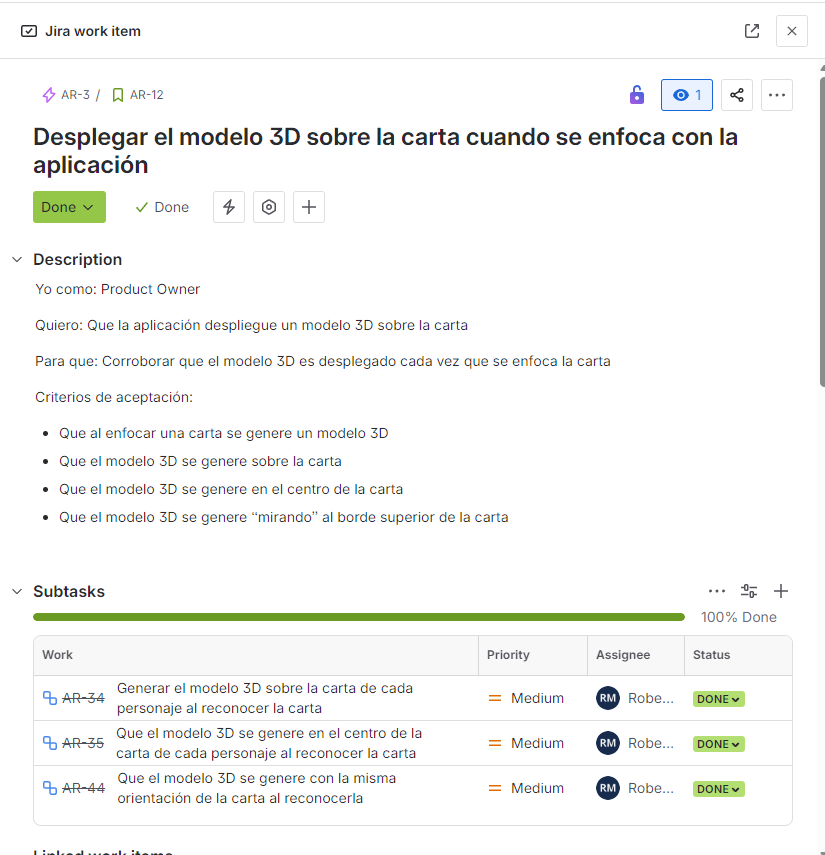 Jira work item
AR-3 / AR-12
1
Desplegar el modelo 3D sobre la carta cuando se enfoca con la
aplicación
Done
Done
Description
Yo como: Product Owner
Quiero: Que la aplicación despliegue un modelo 3D sobre la carta
Para que: Corroborar que el modelo 3D es desplegado cada vez que se enfoca la carta
Criterios de aceptación:
Que al enfocar una carta se genere un modelo 3D
Que el modelo 3D se genere sobre la carta
Que el modelo 3D se genere en el centro de la carta
Que el modelo 3D se genere “mirando” al borde superior de la carta
Subtasks
100% Done
Work Priority Assignee Status
AR-34 Generar el modelo 3D sobre la carta de cada
personaje al reconocer la carta
Medium RM Robe... DONE
AR-35 Que el modelo 3D se genere en el centro de la
carta de cada personaje al reconocer la carta
Medium RM Robe... DONE
AR-44 Que el modelo 3D se genere con la misma
orientación de la carta al reconocerla
Medium RM Robe... DONE
Linked work items